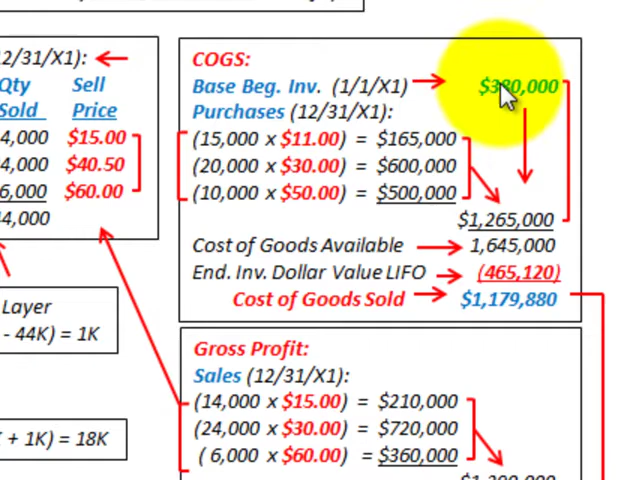 12/31/X1):
Qty Sell
Sold Price
4,000 $15.00
4,000 $40.50
6,000 $60.00
4,000
Layer
- 44K) = 1K
+ 1K) = 18K
COGS:
Base Beg. Inv. (1/1/X1) $380,000
Purchases (12/31/X1):
(15,000 x $11.00) = $165,000
(20,000 x $30.00) = $600,000
(10,000 x $50.00) = $500,000
$1,265,000
Cost of Goods Available 1,645,000
End. Inv. Dollar Value LIFO (465,120)
Cost of Goods Sold $1,179,880
Gross Profit:
Sales (12/31/X1):
(14,000 x $15.00) = $210,000
(24,000 x $30.00) = $720,000
( 6,000 x $60.00) = $360,000